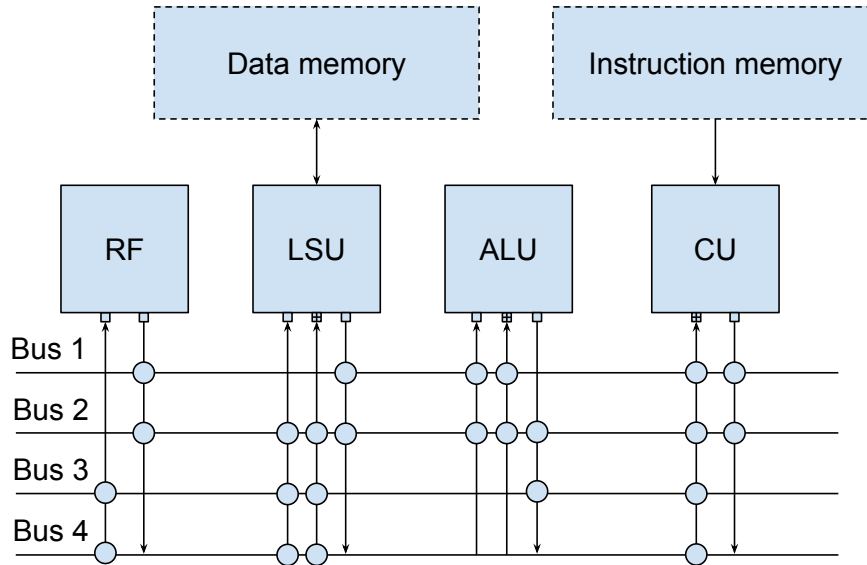 Data memory
Instruction memory
RF
LSU
ALU
CU
Bus 1
Bus 2
Bus 3
Bus 4